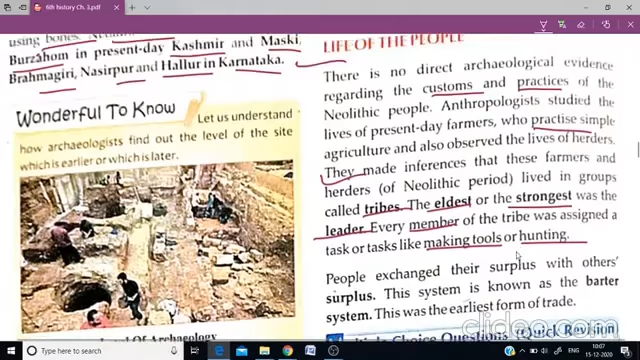 6th history Ch. 3.pdf
using bones.
Burzahom in present-day Kashmir and Maski,
Brahmagiri, Nasirpur and Hallur in Karnataka.
Wonderful To Know
Let us understand
how archaeologists find out the level of the site
which is earlier or which is later.
Level Of Archaeology
LIFE OF THE PEOPLE
There is no direct archaeological evidence
regarding the customs and practices of the
Neolithic people. Anthropologists studied the
lives of present-day farmers, who practise simple
agriculture and also observed the lives of herders.
They made inferences that these farmers and
herders (of Neolithic period) lived in groups
called tribes. The eldest or the strongest was the
leader. Every member of the tribe was assigned a
task or tasks like making tools or hunting.
People exchanged their surplus with others'
surplus. This system is known as the barter
system. This was the earliest form of trade.
Multiple Choice Questions (Quick Revision
clideo.com
Type here to search
ENG
10:07
15-12-2020